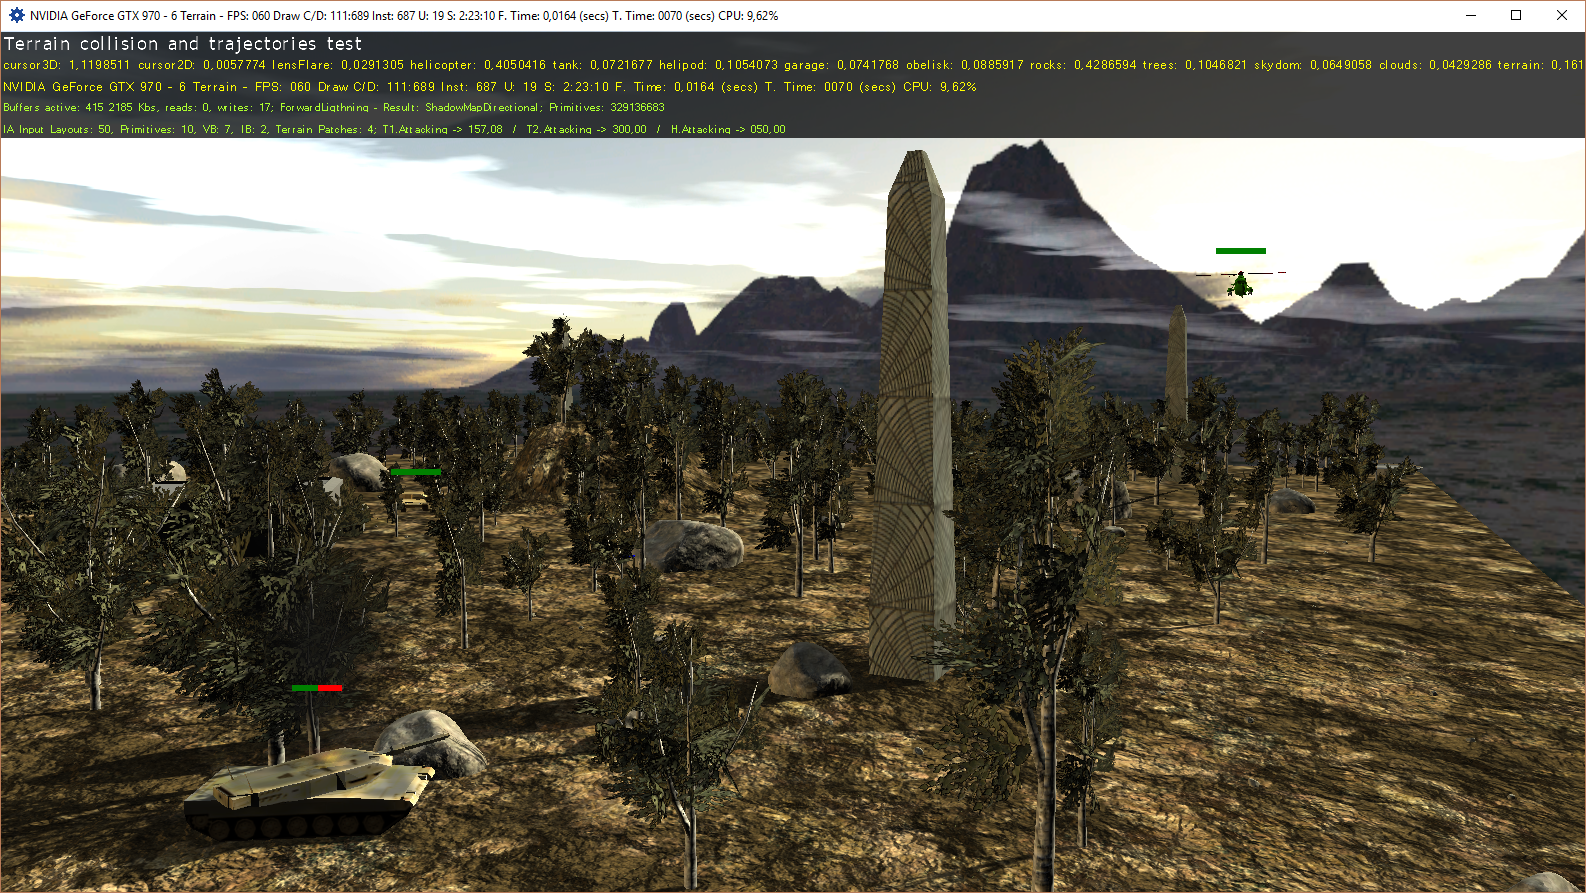 NVIDIA GeForce GTX 970 - 6 Terrain - FPS: 060 Draw C/D: 111:689 Inst: 687 U: 19 S: 2:23:10 F. Time: 0,0164 (secs) T. Time: 0070 (secs) CPU: 9,62%
Terrain collision and trajectories test
cursor3D: 1,1198511 cursor2D: 0,0057774 lensFlare: 0,0291305 helicopter: 0,4050416 tank: 0,0721677 helipod: 0,1054073 garage: 0,0741768 obelisk: 0,0885917 rocks: 0,4286594 trees: 0,1046821 skydom: 0,0649058 clouds: 0,0429286 terrain: 0,161
NVIDIA GeForce GTX 970 - 6 Terrain - FPS: 060 Draw C/D: 111:689 Inst: 687 U: 19 S: 2:23:10 F. Time: 0,0164 (secs) T. Time: 0070 (secs) CPU: 9,62%
Buffers active: 415 2185 Kbs, reads: 0, writes: 17; ForwardLigthning - Result: ShadowMapDirectional; Primitives: 329136683
IA Input Layouts: 50, Primitives: 10, VB: 7, IB: 2, Terrain Patches: 4; T1.Attacking -> 157,08 / T2.Attacking -> 300,00 / H.Attacking -> 050,00